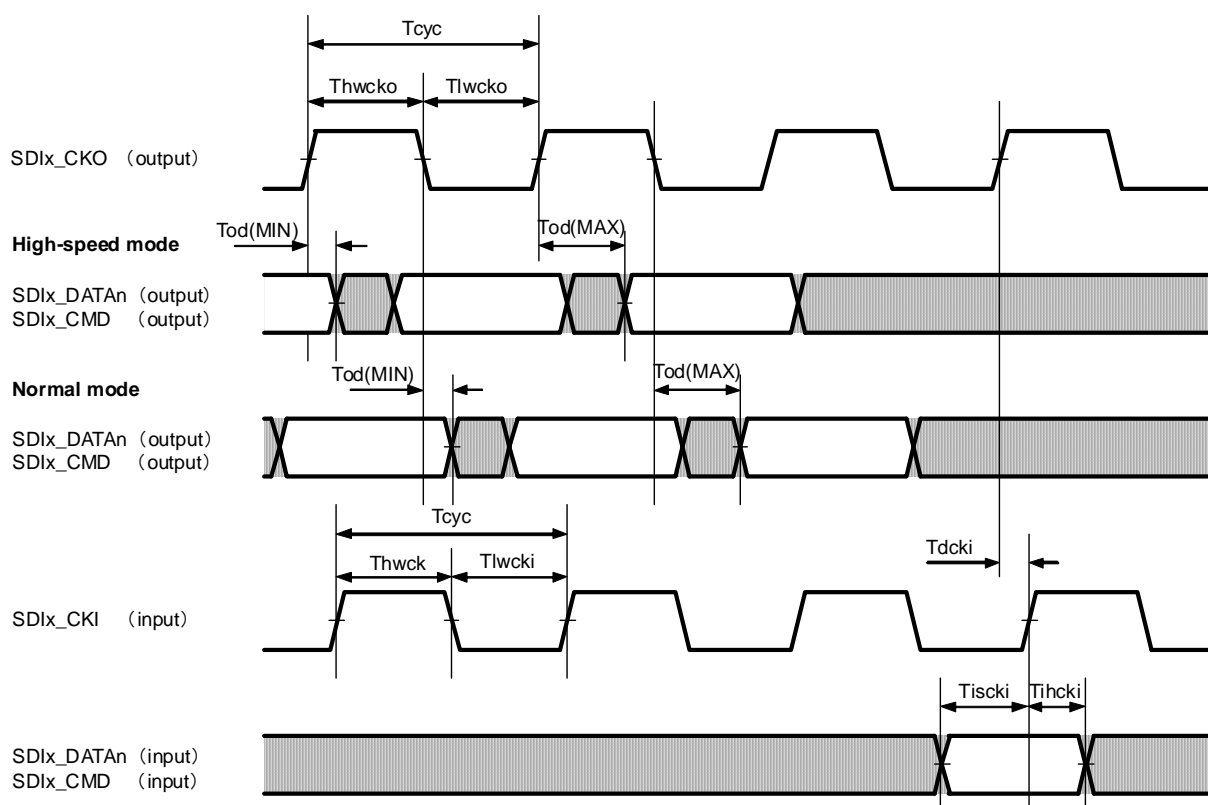 Tcyc
Thwcko
Tlwcko
SDIx_CKO （output）
Tod(MIN)
Tod(MAX)
High-speed mode
SDIx_DATAn（output）
SDIx_CMD （output）
Tod(MIN)
Tod(MAX)
Normal mode
SDIx_DATAn（output）
SDIx_CMD （output）
Tcyc
Tdcki
Thwck
Tlwcki
SDIx_CKI （input）
Tiscki
Tihcki
SDIx_DATAn（input）
SDIx_CMD （input）